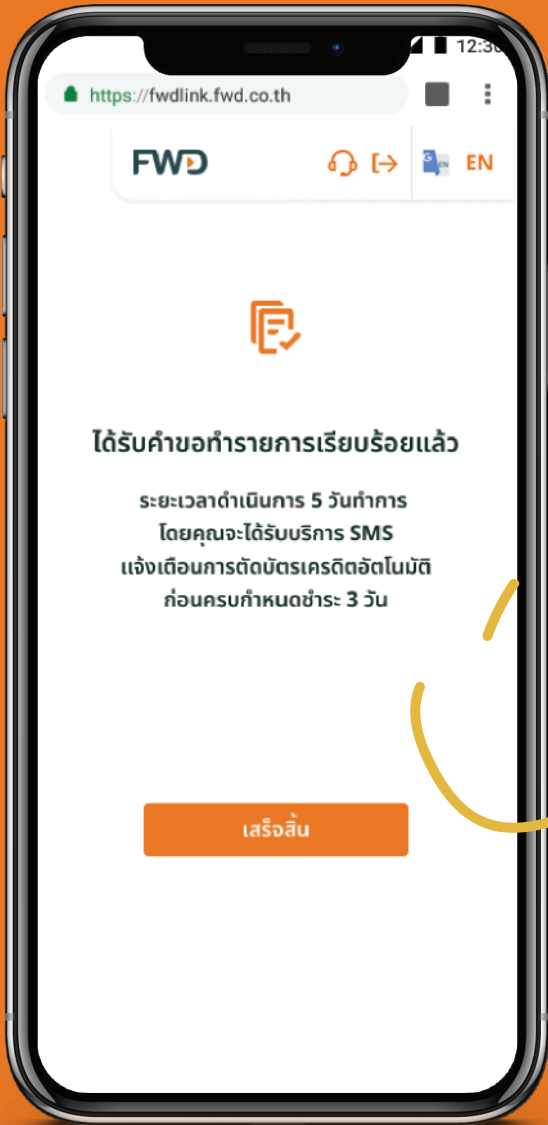 12:30
https://fwdlink.fwd.co.th
FWD
G
EN
EN
ได้รับคำขอทำรายการเรียบร้อยแล้ว
ระยะเวลาดำเนินการ 5 วันทำการ
โดยคุณจะได้รับบริการ SMS
แจ้งเตือนการตัดบัตรเครดิตอัตโนมัติ
ก่อนครบกำหนดชำระ 3 วัน
เสร็จสิ้น